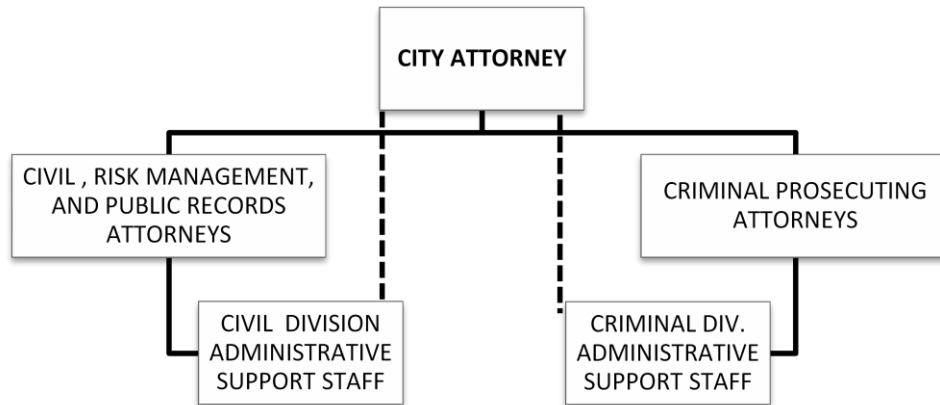 CITY ATTORNEY
CIVIL , RISK MANAGEMENT,
AND PUBLIC RECORDS
ATTORNEYS
CRIMINAL PROSECUTING
ATTORNEYS
CIVIL DIVISION
ADMINISTRATIVE
SUPPORT STAFF
CRIMINAL DIV.
ADMINISTRATIVE
SUPPORT STAFF